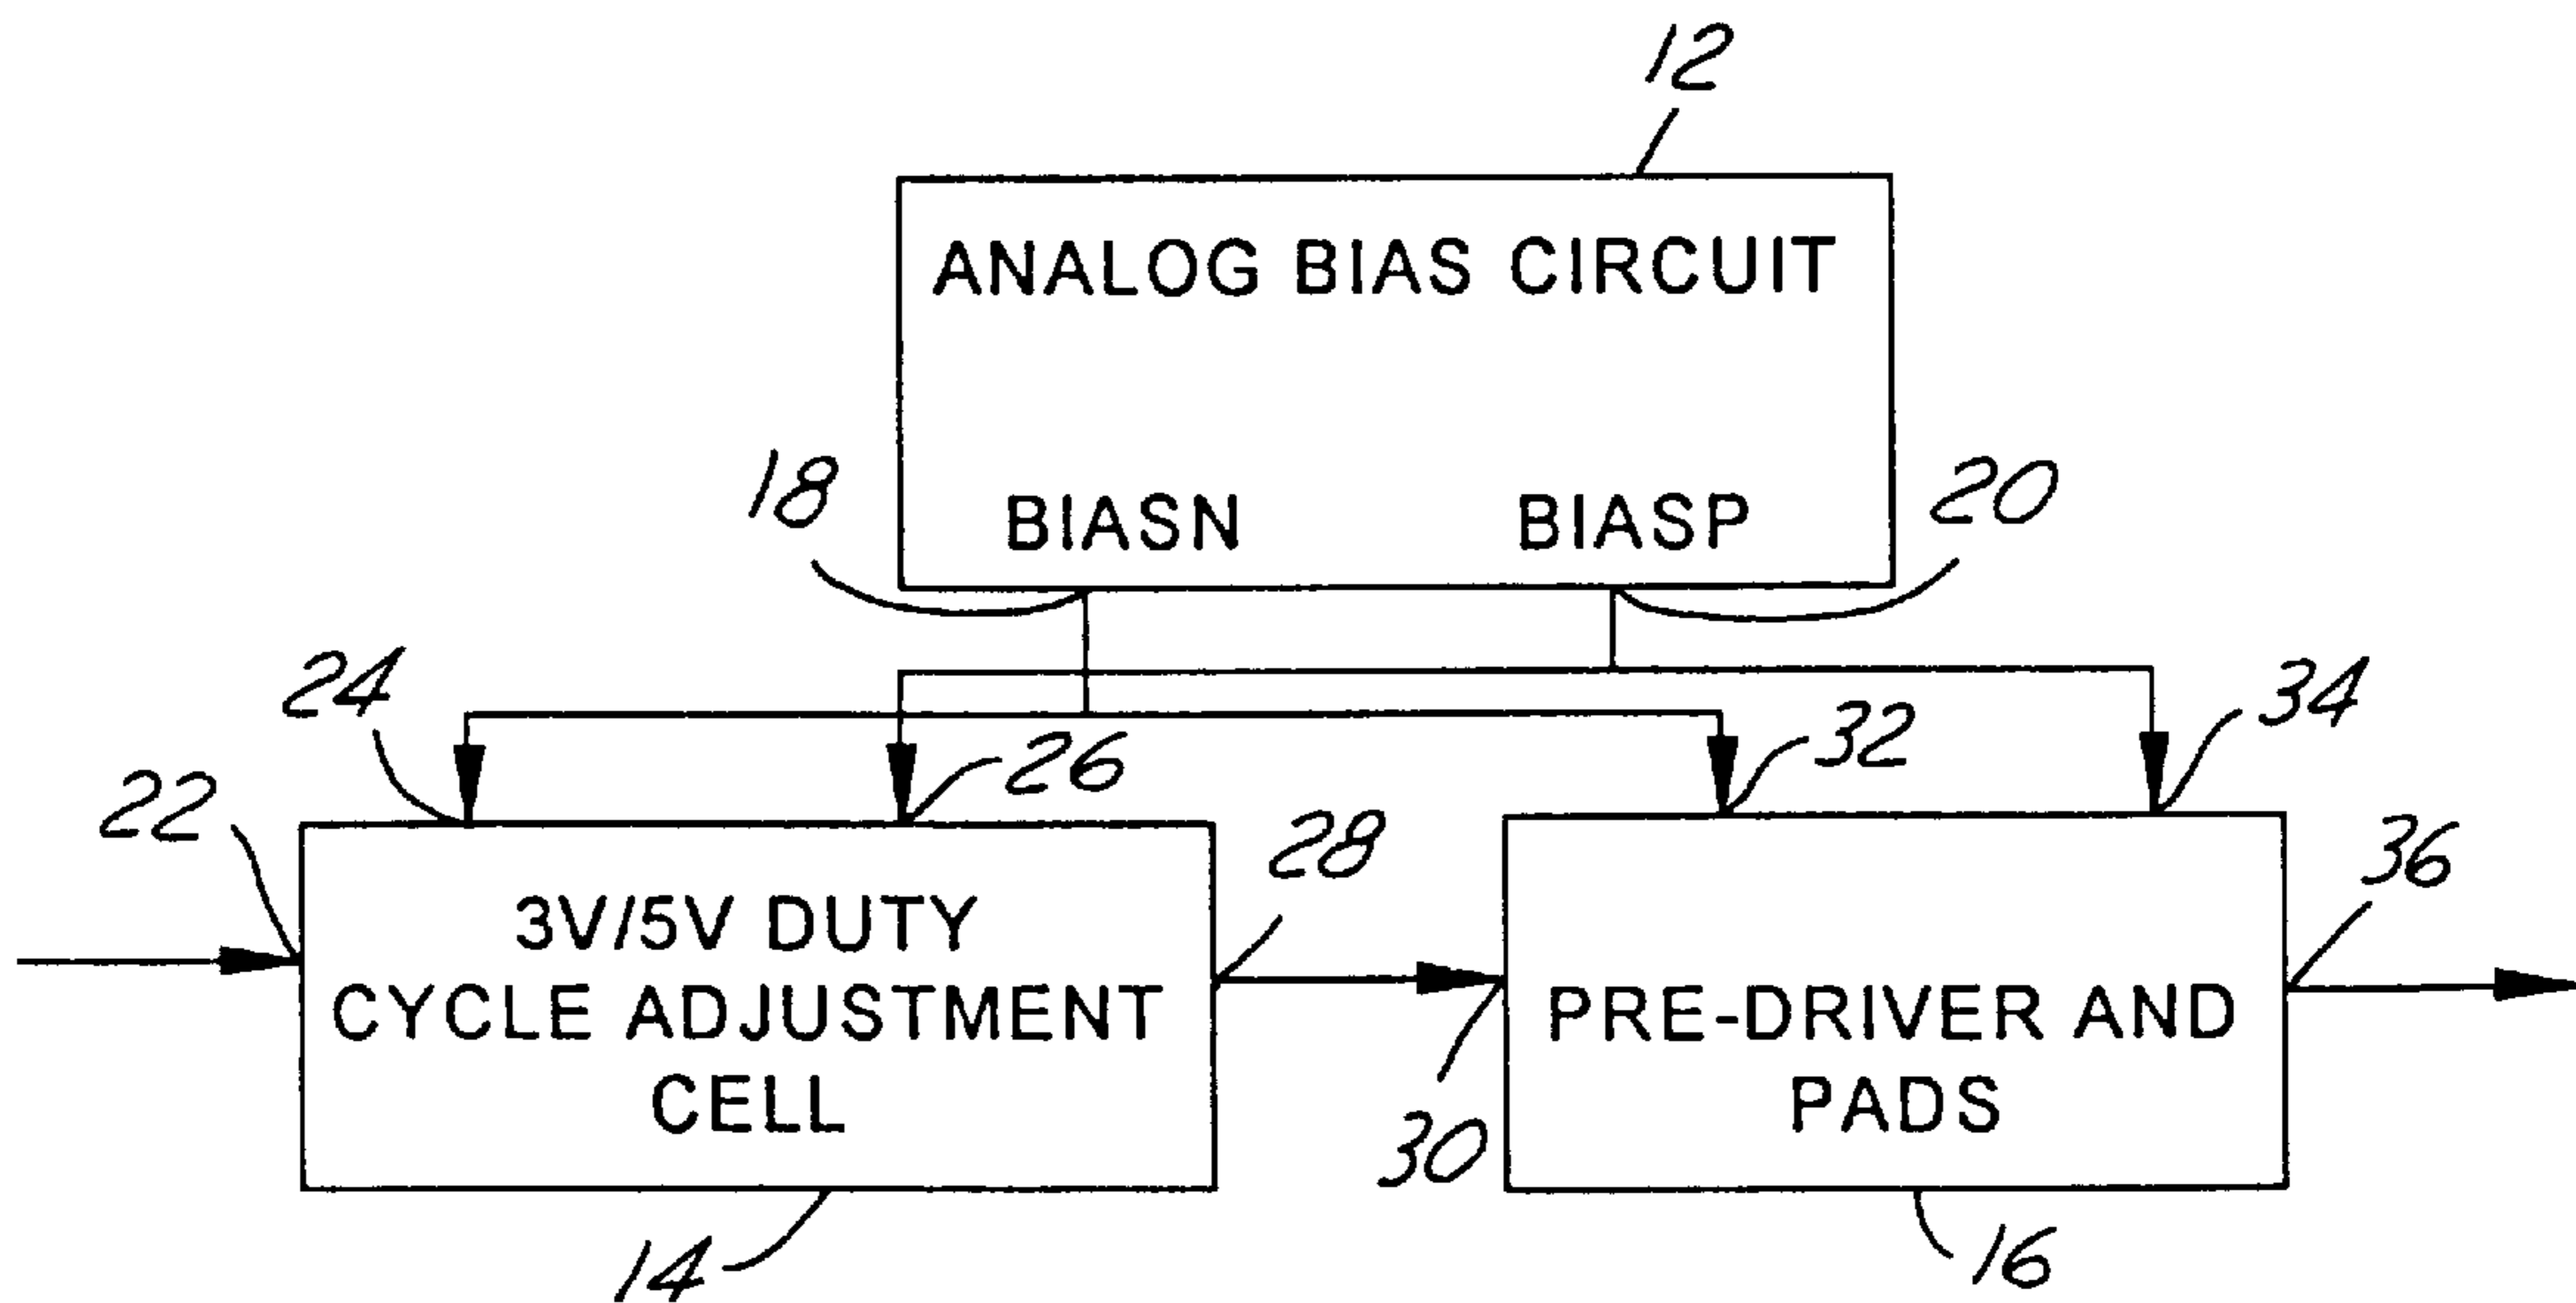 12
ANALOG BIAS CIRCUIT
18
BIASN
BIASP
20
24
26
32
34
22
28
36
3V/5V DUTY
CYCLE ADJUSTMENT
CELL
30
PRE-DRIVER AND
PADS
14
16